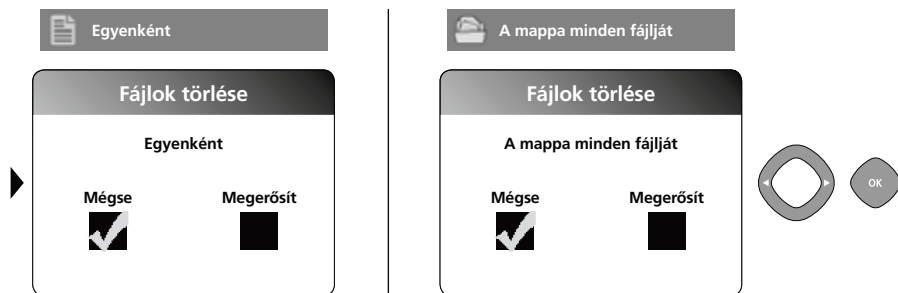 Egyenként
Fájlok törlése
Egyenként
Mégse
Megerősít
A mappa minden fájlját
Fájlok törlése
A mappa minden fájlját
Mégse
Megerősít
OK